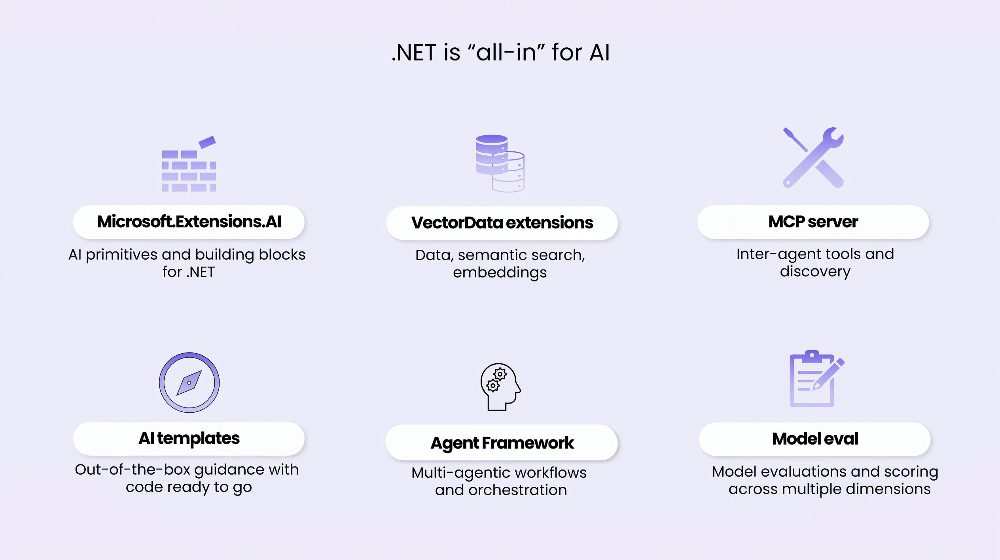 .NET is “all-in” for AI
Microsoft.Extensions.AI
AI primitives and building blocks
for .NET
VectorData extensions
Data, semantic search,
embeddings
MCP server
Inter-agent tools and
discovery
AI templates
Out-of-the-box guidance with
code ready to go
Agent Framework
Multi-agentic workflows
and orchestration
Model eval
Model evaluations and scoring
across multiple dimensions